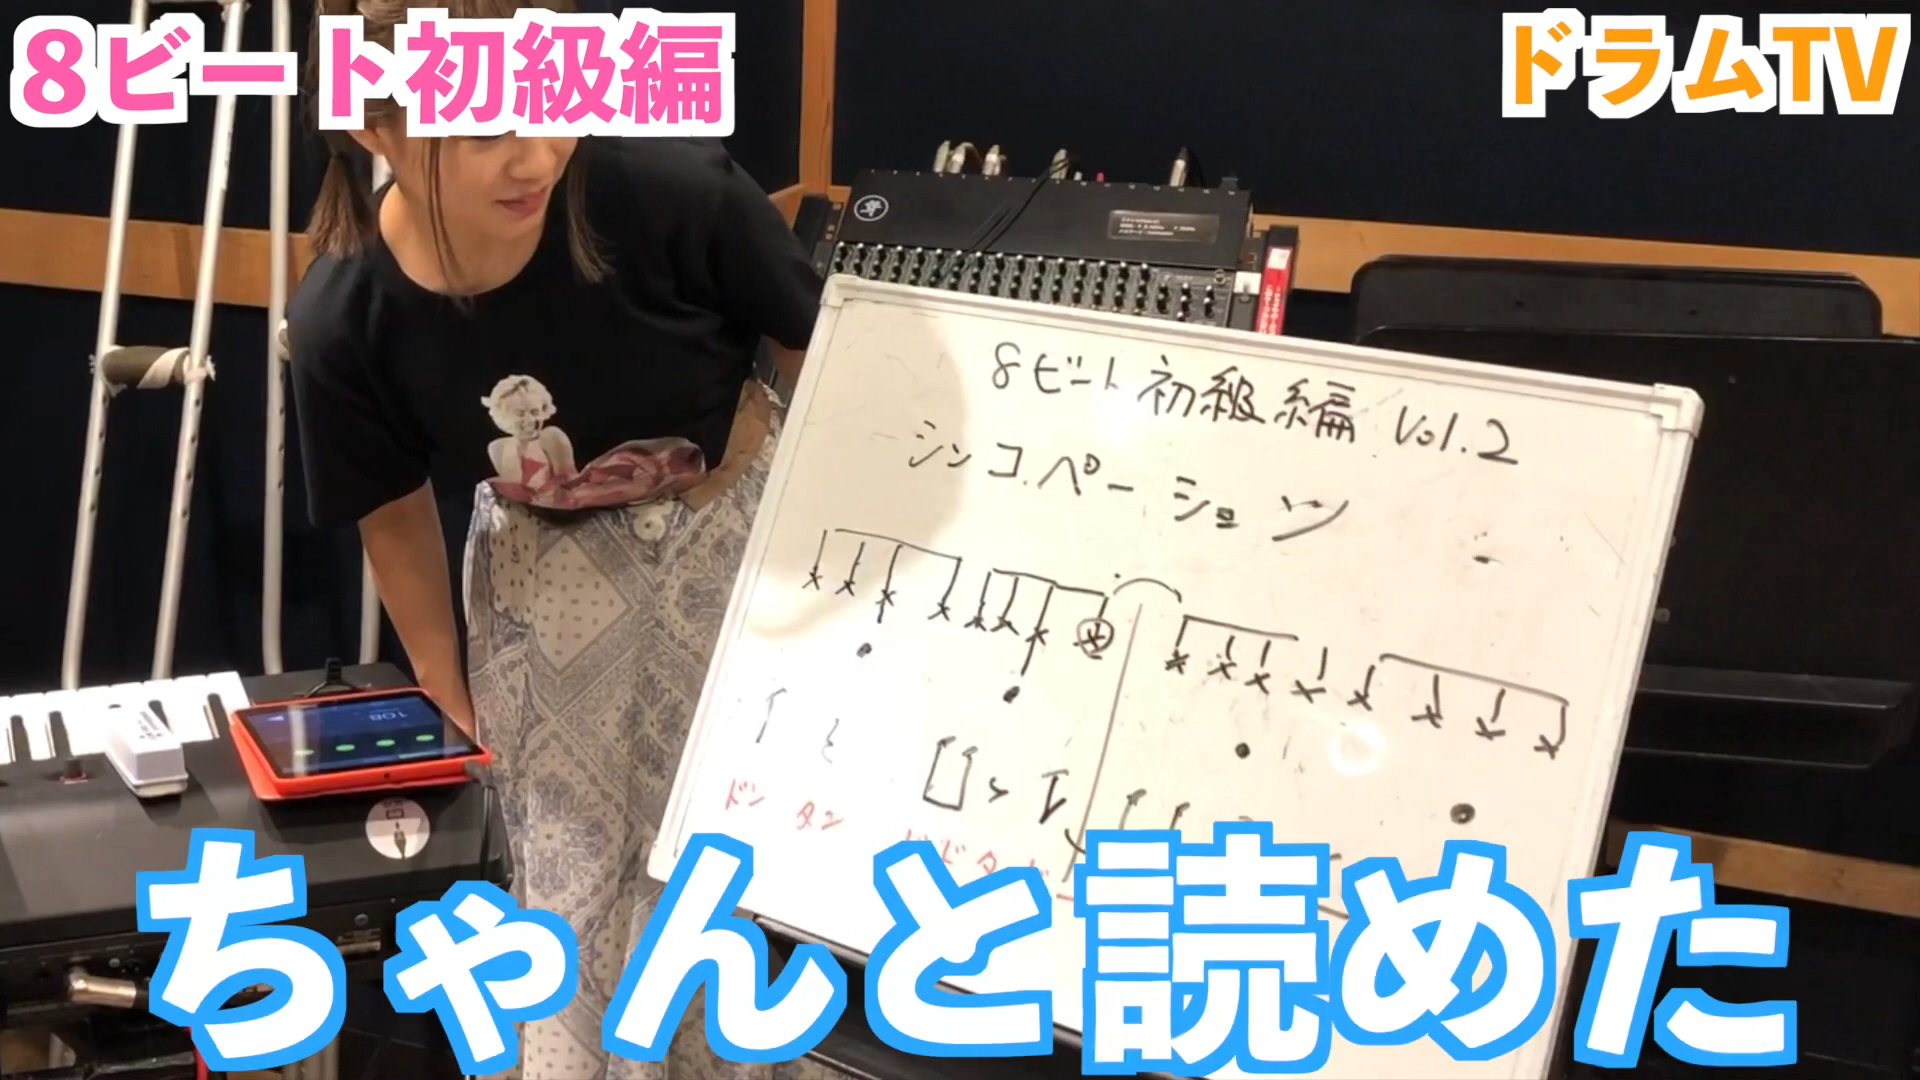 8ビート初級編
ドラムTV
8ビート 初級編 Vol.2
シンコペーション
108
ドン タン
ちゃんと読めた